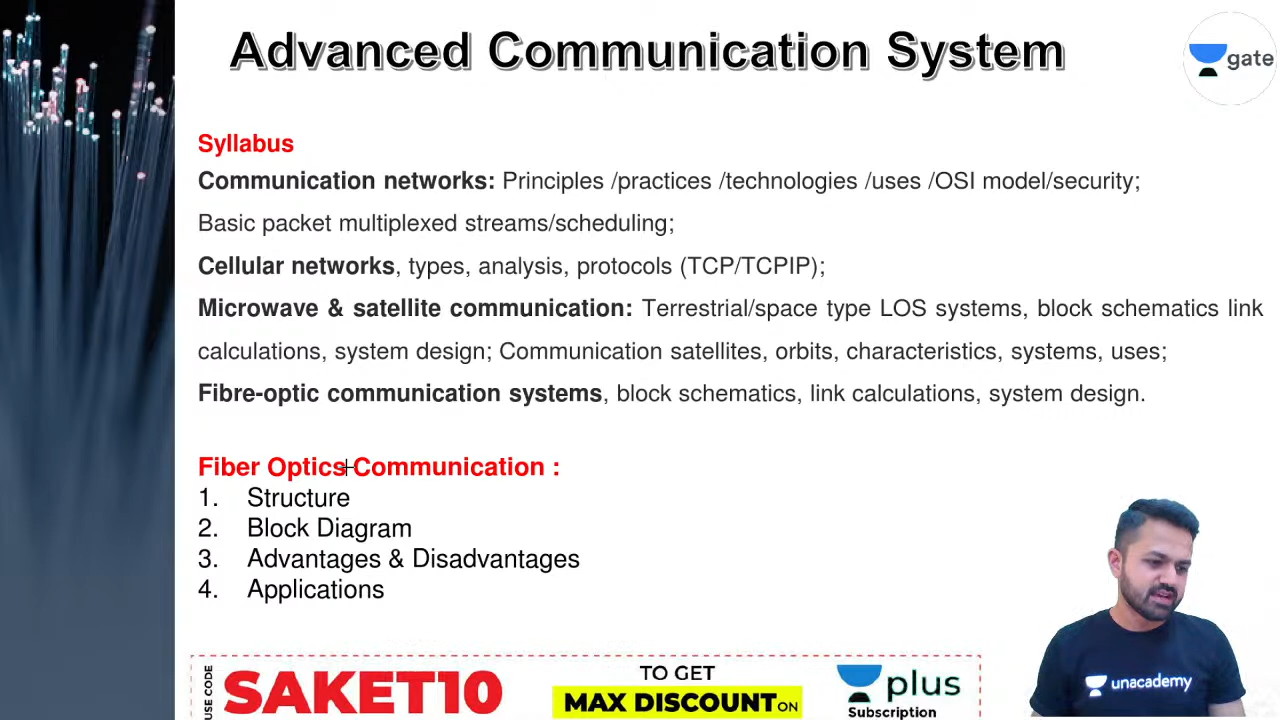 Advanced Communication System
gate
Syllabus
Communication networks: Principles /practices /technologies /uses /OSI model/security;
Basic packet multiplexed streams/scheduling;
Cellular networks, types, analysis, protocols (TCP/TCPIP);
Microwave & satellite communication: Terrestrial/space type LOS systems, block schematics link
calculations, system design; Communication satellites, orbits, characteristics, systems, uses;
Fibre-optic communication systems, block schematics, link calculations, system design.
Fiber Optics Communication :
1. Structure
2. Block Diagram
3. Advantages & Disadvantages
4. Applications
USE CODE
SAKET10
TO GET
MAX DISCOUNT ON
plus
Subscription
unacademy